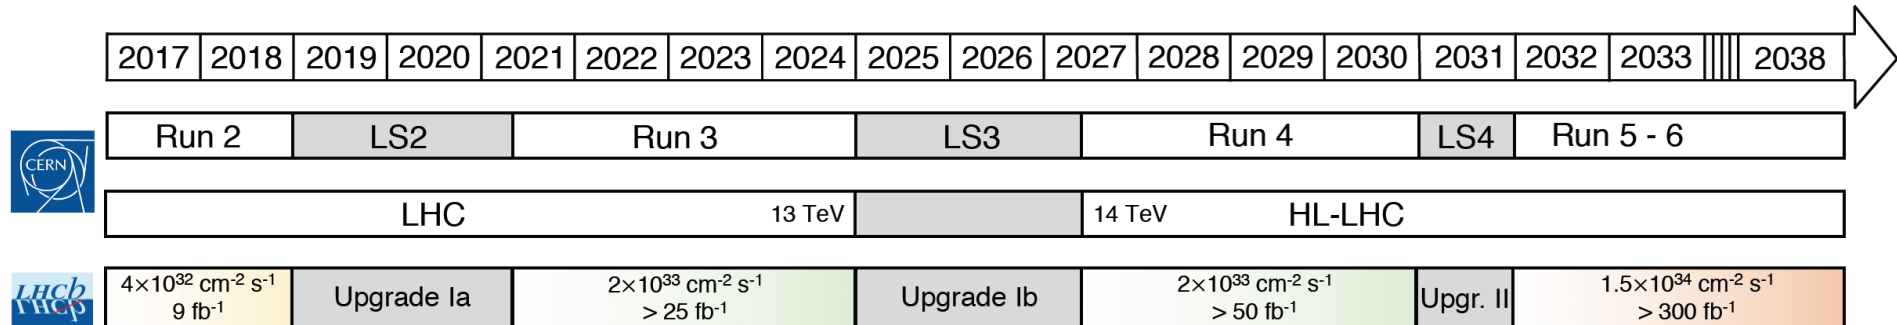 2017 2018 2019 2020 2021 2022 2023 2024 2025 2026 2027 2028 2029 2030 2031 2032 2033 2038
Run 2 LS2 Run 3 LS3 Run 4 LS4 Run 5 - 6
CERN
LHC 13 TeV 14 TeV HL-LHC
LHCb
4×10³² cm⁻² s⁻¹
9 fb⁻¹
Upgrade Ia
2×10³³ cm⁻² s⁻¹
> 25 fb⁻¹
Upgrade Ib
2×10³³ cm⁻² s⁻¹
> 50 fb⁻¹
Upgr. II
1.5×10³⁴ cm⁻² s⁻¹
> 300 fb⁻¹